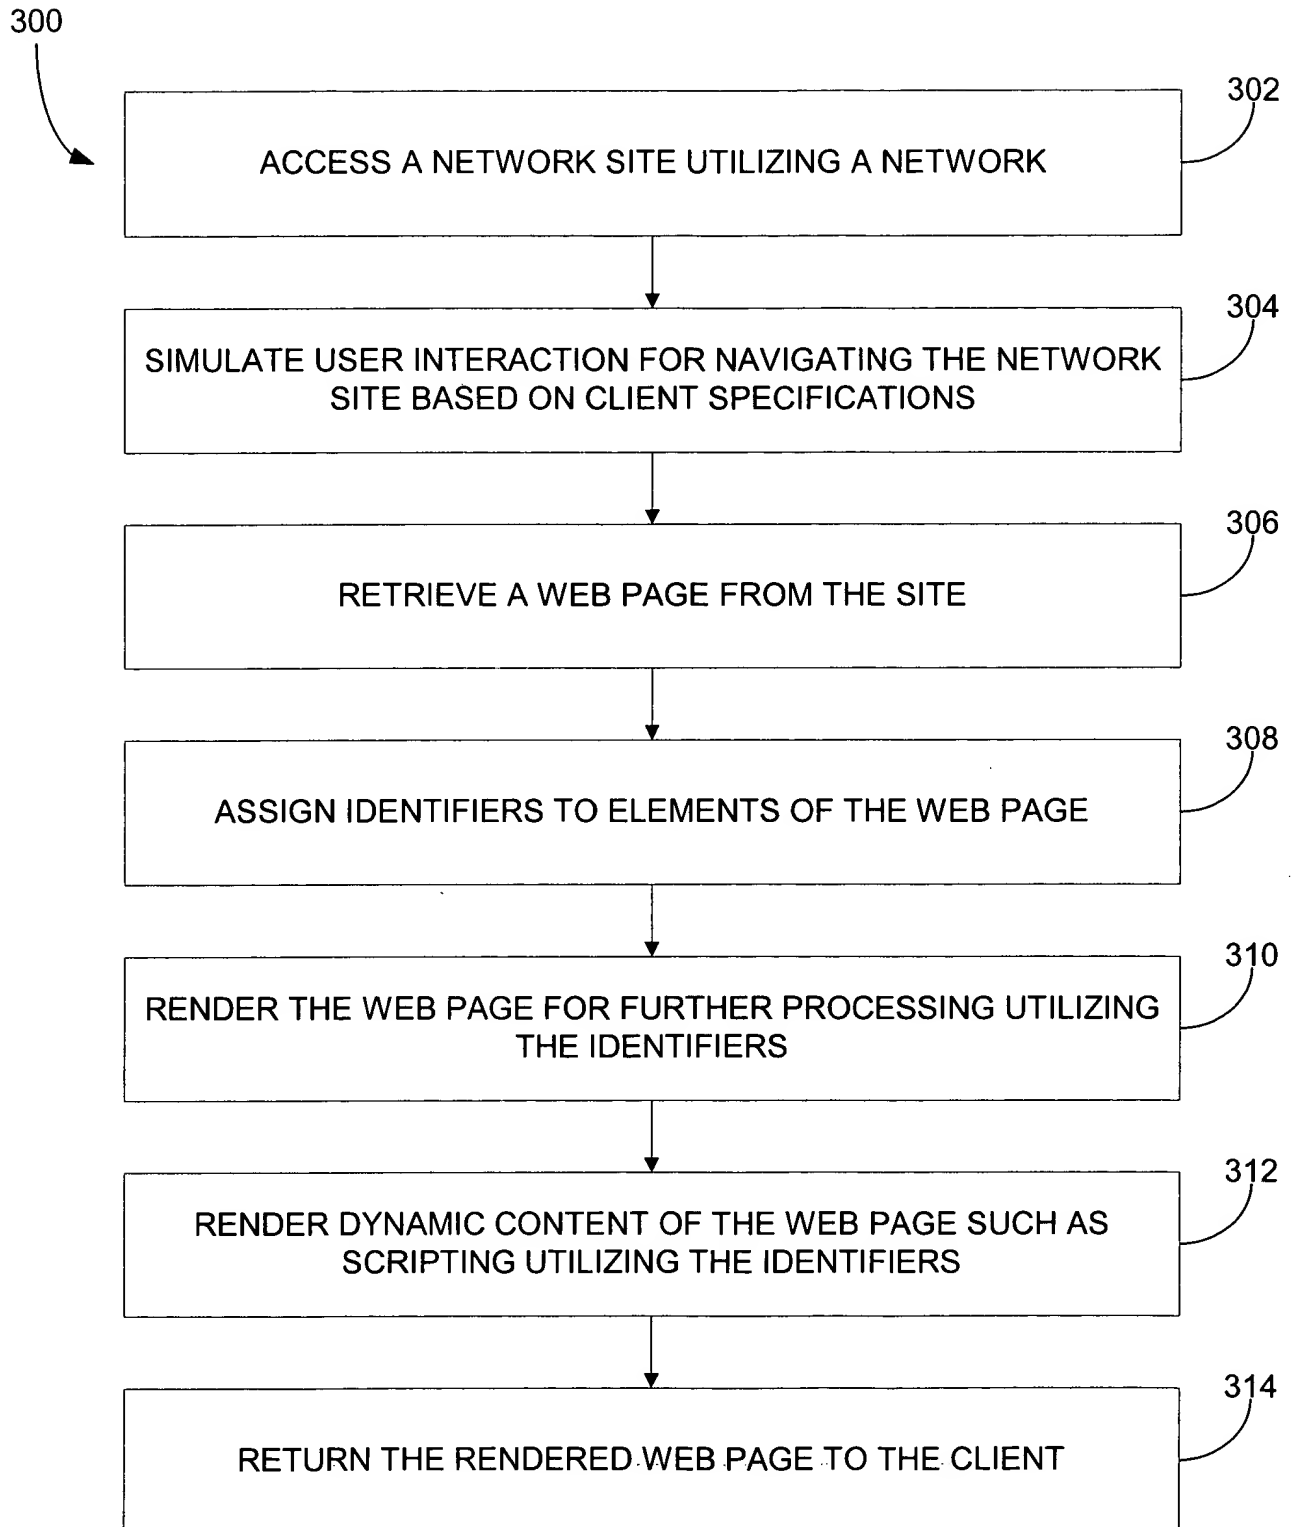 300
302
ACCESS A NETWORK SITE UTILIZING A NETWORK
304
SIMULATE USER INTERACTION FOR NAVIGATING THE NETWORK
SITE BASED ON CLIENT SPECIFICATIONS
306
RETRIEVE A WEB PAGE FROM THE SITE
308
ASSIGN IDENTIFIERS TO ELEMENTS OF THE WEB PAGE
310
RENDER THE WEB PAGE FOR FURTHER PROCESSING UTILIZING
THE IDENTIFIERS
312
RENDER DYNAMIC CONTENT OF THE WEB PAGE SUCH AS
SCRIPTING UTILIZING THE IDENTIFIERS
314
RETURN THE RENDERED WEB PAGE TO THE CLIENT